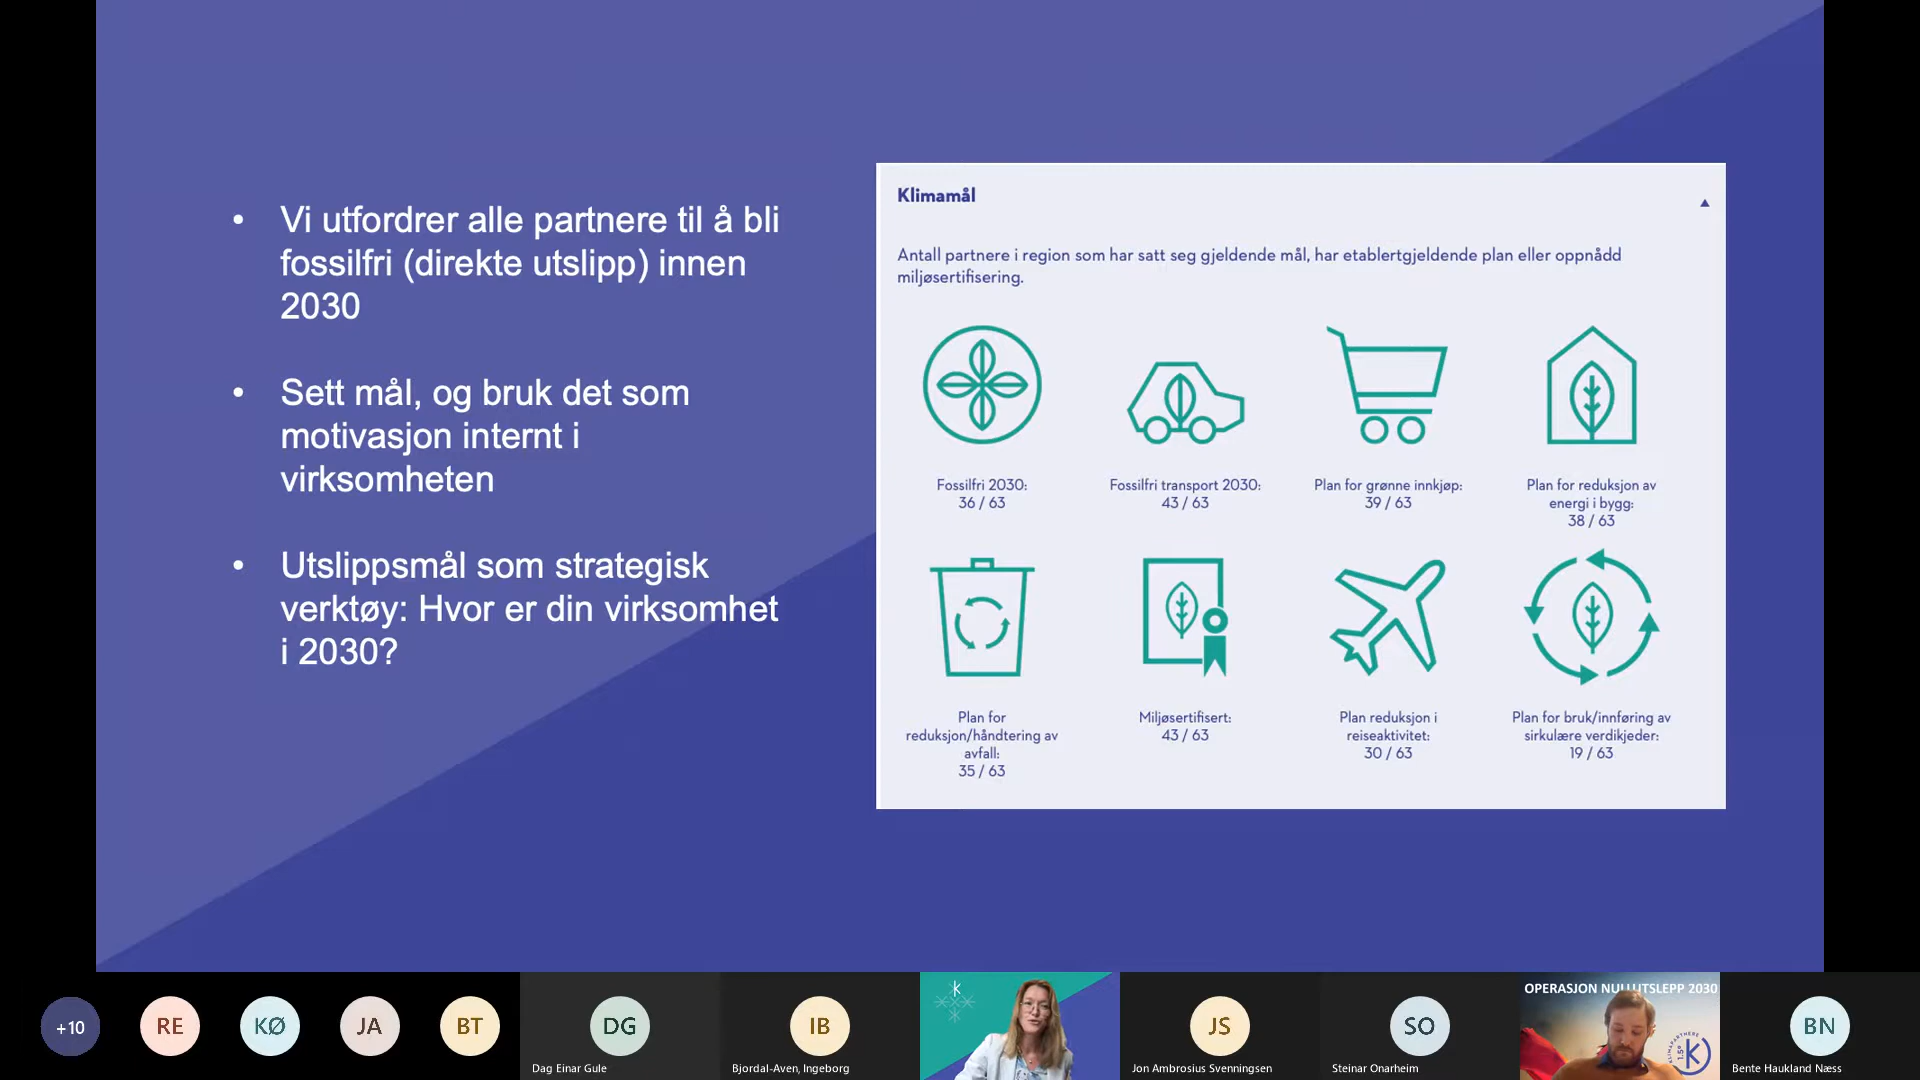 • Vi utfordrer alle partnere til å bli
fossilfri (direkte utslipp) innen
2030
• Sett mål, og bruk det som
motivasjon internt i
virksomheten
• Utslippsmål som strategisk
verktøy: Hvor er din virksomhet
i 2030?
Klimamål
Antall partnere i region som har satt seg gjeldende mål, har etablertgjeldende plan eller oppnådd
miljøsertifisering.
Fossilfri 2030:
36 / 63
Fossilfri transport 2030:
43 / 63
Plan for grønne innkjøp:
39 / 63
Plan for reduksjon av
energi i bygg:
38 / 63
Plan for
reduksjon/håndtering av
avfall:
35 / 63
Miljøsertifisert:
43 / 63
Plan reduksjon i
reiseaktivitet:
30 / 63
Plan for bruk/innføring av
sirkulære verdikjeder:
19 / 63
+10
RE
KØ
JA
BT
DG
Dag Einar Gule
IB
Bjordal-Aven, Ingeborg
k
JS
Jon Ambrosius Svenningsen
SO
Steinar Onarheim
OPERASJON NULLUTSLEPP 2030
KLIMAPARTNERE
1,5°
K
BN
Bente Haukland Næss